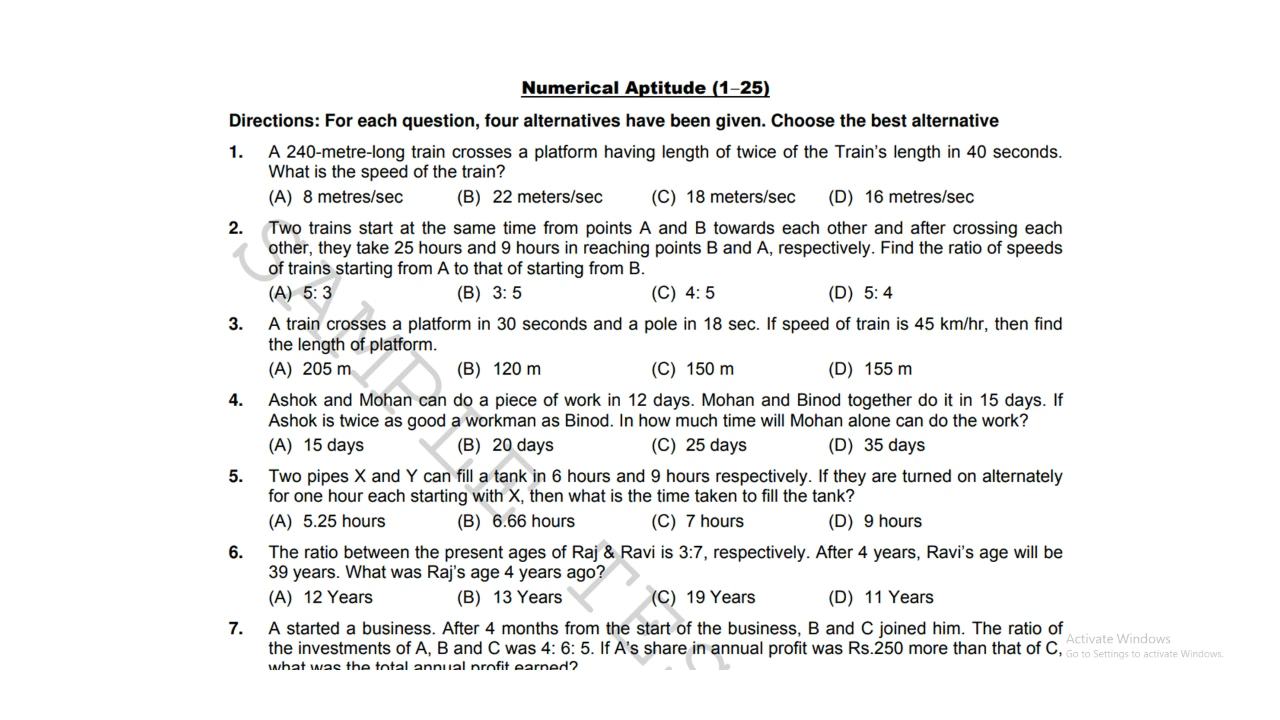 Numerical Aptitude (1–25)
Directions: For each question, four alternatives have been given. Choose the best alternative
1. A 240-metre-long train crosses a platform having length of twice of the Train's length in 40 seconds.
What is the speed of the train?
(A) 8 metres/sec (B) 22 meters/sec (C) 18 meters/sec (D) 16 metres/sec
2. Two trains start at the same time from points A and B towards each other and after crossing each
other, they take 25 hours and 9 hours in reaching points B and A, respectively. Find the ratio of speeds
of trains starting from A to that of starting from B.
(A) 5: 3 (B) 3: 5 (C) 4: 5 (D) 5: 4
3. A train crosses a platform in 30 seconds and a pole in 18 sec. If speed of train is 45 km/hr, then find
the length of platform.
(A) 205 m (B) 120 m (C) 150 m (D) 155 m
4. Ashok and Mohan can do a piece of work in 12 days. Mohan and Binod together do it in 15 days. If
Ashok is twice as good a workman as Binod. In how much time will Mohan alone can do the work?
(A) 15 days (B) 20 days (C) 25 days (D) 35 days
5. Two pipes X and Y can fill a tank in 6 hours and 9 hours respectively. If they are turned on alternately
for one hour each starting with X, then what is the time taken to fill the tank?
(A) 5.25 hours (B) 6.66 hours (C) 7 hours (D) 9 hours
6. The ratio between the present ages of Raj & Ravi is 3:7, respectively. After 4 years, Ravi's age will be
39 years. What was Raj's age 4 years ago?
(A) 12 Years (B) 13 Years (C) 19 Years (D) 11 Years
7. A started a business. After 4 months from the start of the business, B and C joined him. The ratio of
the investments of A, B and C was 4: 6: 5. If A's share in annual profit was Rs.250 more than that of C,
what was the total annual profit earned?
SAMPLE TES
Activate Windows
Go to Settings to activate Windows.